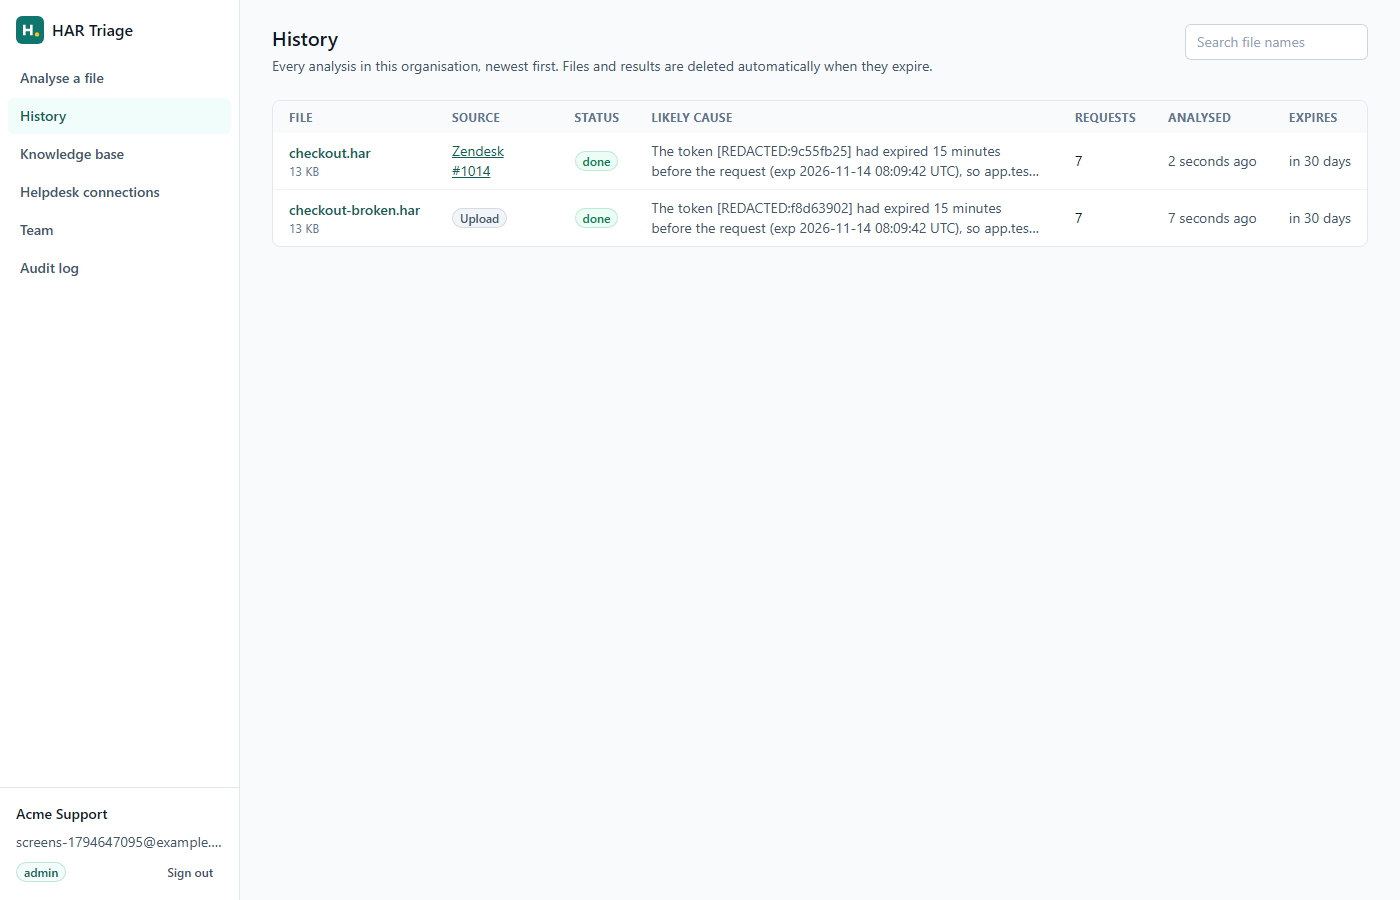 H. HAR Triage
Analyse a file
History
Knowledge base
Helpdesk connections
Team
Audit log
Acme Support
screens-1794647095@example....
admin
Sign out
History
Every analysis in this organisation, newest first. Files and results are deleted automatically when they expire.
Search file names
FILE SOURCE STATUS LIKELY CAUSE REQUESTS ANALYSED EXPIRES
checkout.har
13 KB
Zendesk
#1014
done
The token [REDACTED:9c55fb25] had expired 15 minutes
before the request (exp 2026-11-14 08:09:42 UTC), so app.tes...
7
2 seconds ago
in 30 days
checkout-broken.har
13 KB
Upload
done
The token [REDACTED:f8d63902] had expired 15 minutes
before the request (exp 2026-11-14 08:09:42 UTC), so app.tes...
7
7 seconds ago
in 30 days